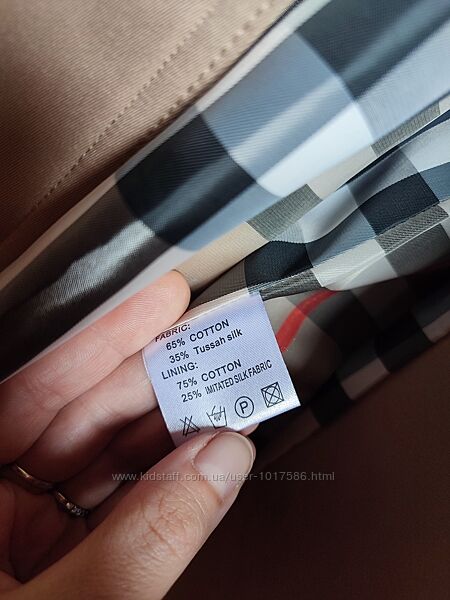 FABRIC:
65% COTTON
35% Tussah silk
LINING:
75% COTTON
25% IMITATED SILK FABRIC
P
www.kidstaff.com.ua/user-1017586.html